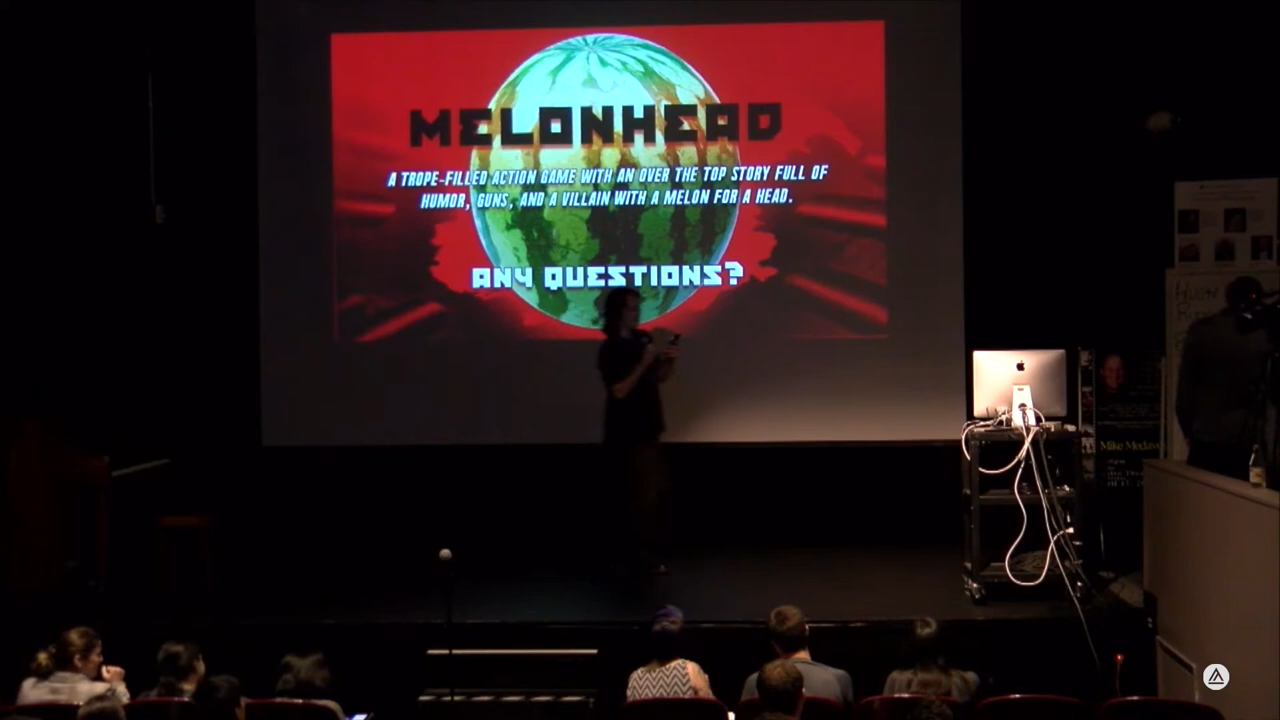 MELONHEAD
A TROPE-FILLED ACTION GAME WITH AN OVER THE TOP STORY FULL OF
HUMOR, GUNS, AND A VILLAIN WITH A MELON FOR A HEAD.
ANY QUESTIONS?
Mike